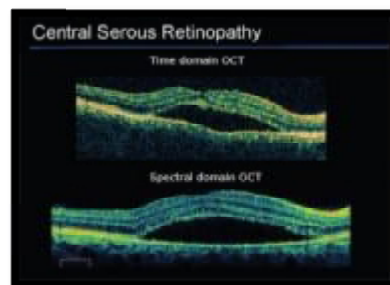 Central Serous Retinopathy
Time domain OCT
Spectral domain OCT